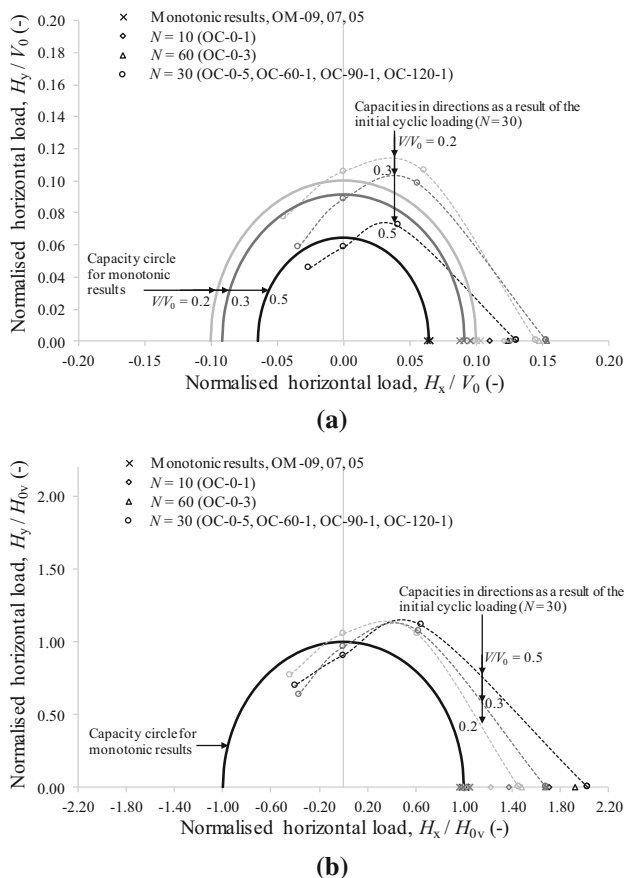 × Monotonic results, OM-09, 07, 05
◇ N = 10 (OC-0-1)
△ N = 60 (OC-0-3)
○ N = 30 (OC-0-5, OC-60-1, OC-90-1, OC-120-1)
Capacities in directions as a result of the
initial cyclic loading (N = 30)
V/V0 = 0.2
0.3
0.5
Capacity circle
for monotonic
results
V/V0 = 0.2
0.3
0.5
Normalised horizontal load, Hy / V0 (-)
0.20
0.18
0.16
0.14
0.12
0.10
0.08
0.06
0.04
0.02
0.00
-0.20 -0.15 -0.10 -0.05 0.00 0.05 0.10 0.15 0.20
Normalised horizontal load, Hx / V0 (-)
(a)
× Monotonic results, OM-09, 07, 05
◇ N = 10 (OC-0-1)
△ N = 60 (OC-0-3)
○ N = 30 (OC-0-5, OC-60-1, OC-90-1, OC-120-1)
Capacities in directions as a result of the
initial cyclic loading (N = 30)
V/V0 = 0.5
0.3
0.2
Capacity circle for
monotonic results
Normalised horizontal load, Hy / H0v (-)
2.00
1.50
1.00
0.50
0.00
-2.20 -1.80 -1.40 -1.00 -0.60 -0.20 0.20 0.60 1.00 1.40 1.80 2.20
Normalised horizontal load, Hx / H0v (-)
(b)